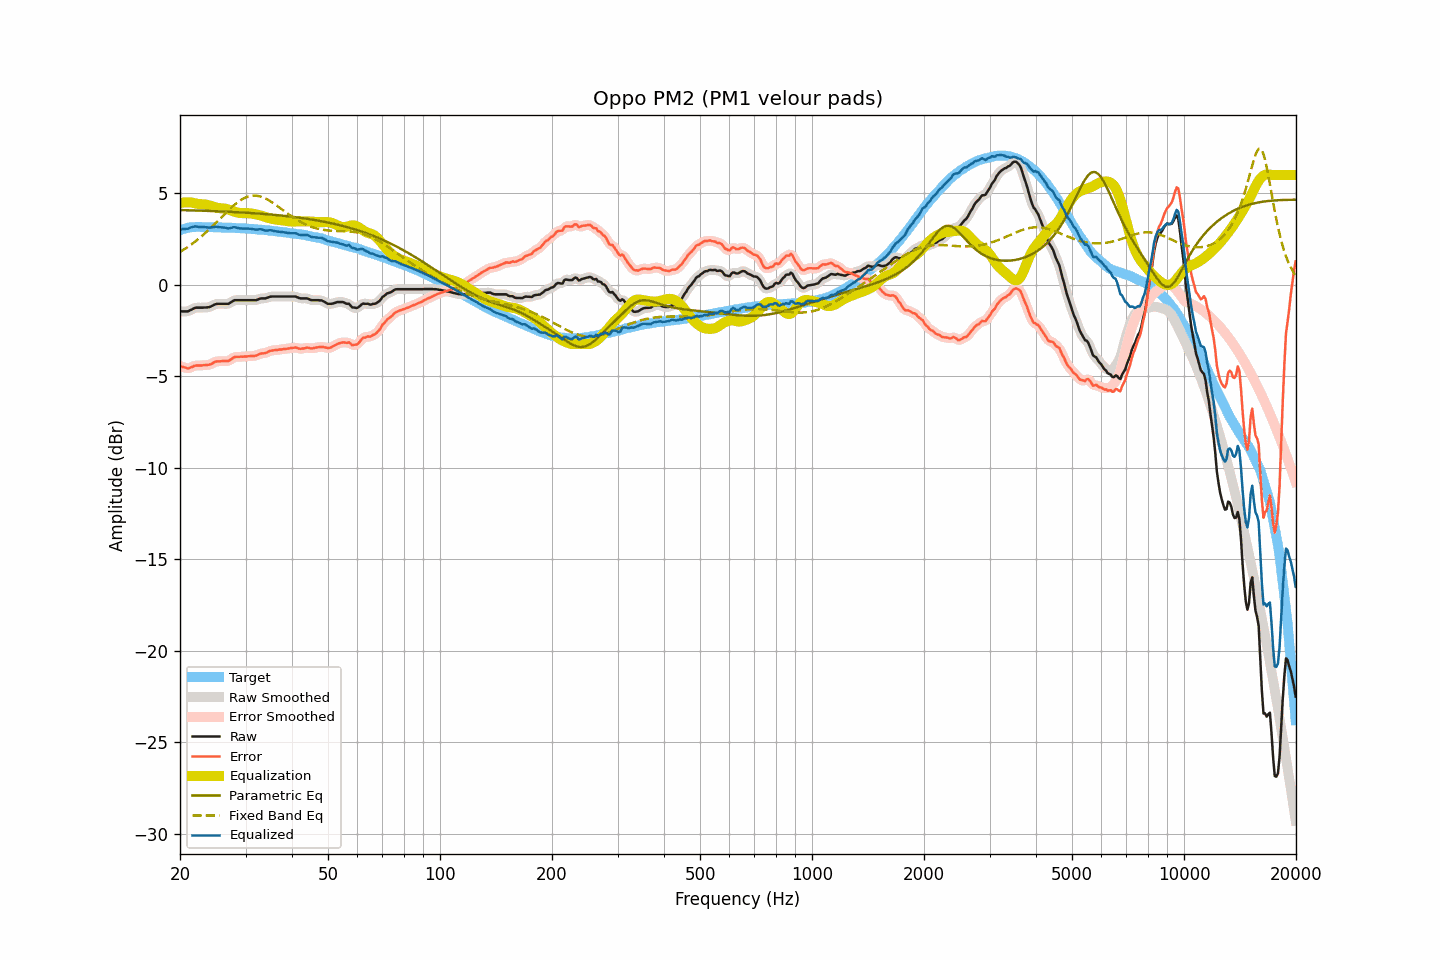 Oppo PM2 (PM1 velour pads)
Amplitude (dBr)
5
0
−5
−10
−15
−20
−25
−30
Target
Raw Smoothed
Error Smoothed
Raw
Error
Equalization
Parametric Eq
Fixed Band Eq
Equalized
20 50 100 200 500 1000 2000 5000 10000 20000
Frequency (Hz)